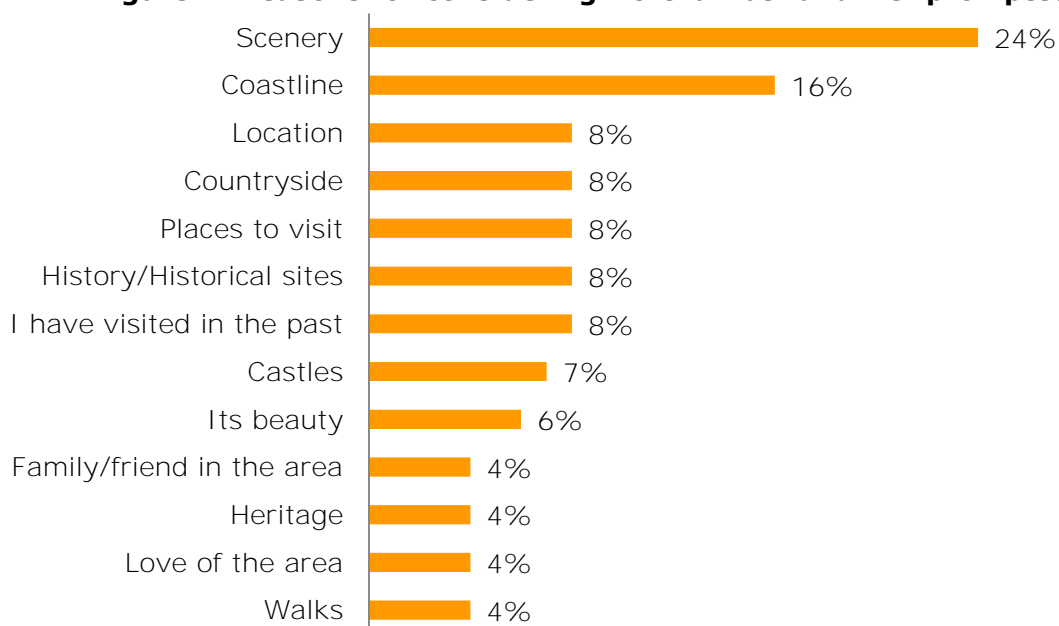 Scenery 24%
Coastline 16%
Location 8%
Countryside 8%
Places to visit 8%
History/Historical sites 8%
I have visited in the past 8%
Castles 7%
Its beauty 6%
Family/friend in the area 4%
Heritage 4%
Love of the area 4%
Walks 4%